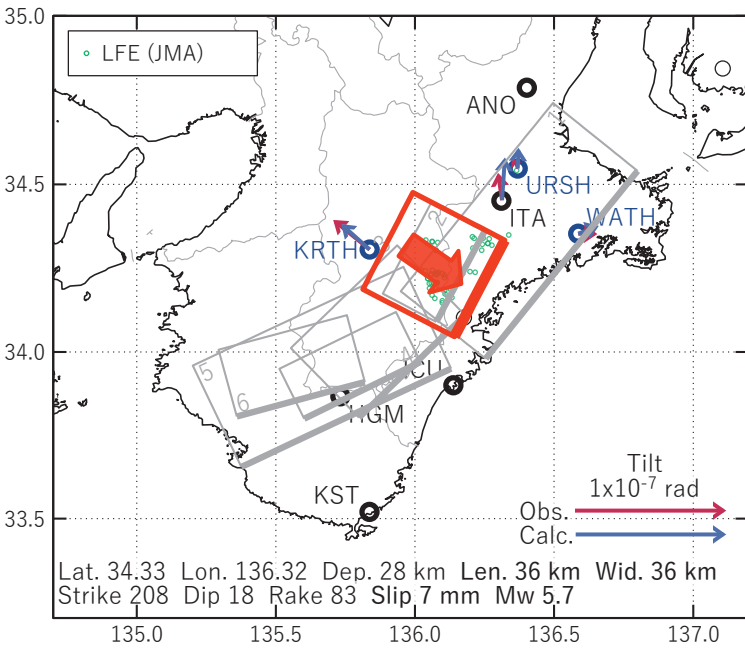 35.0
LFE (JMA)
ANO
34.5
URSH
ITA
WATH
KRTH
2
34.0
5
6
4
ICU
HGM
KST
33.5
Tilt
1x10-7 rad
Obs.
Calc.
Lat. 34.33 Lon. 136.32 Dep. 28 km Len. 36 km Wid. 36 km
Strike 208 Dip 18 Rake 83 Slip 7 mm Mw 5.7
135.0 135.5 136.0 136.5 137.0